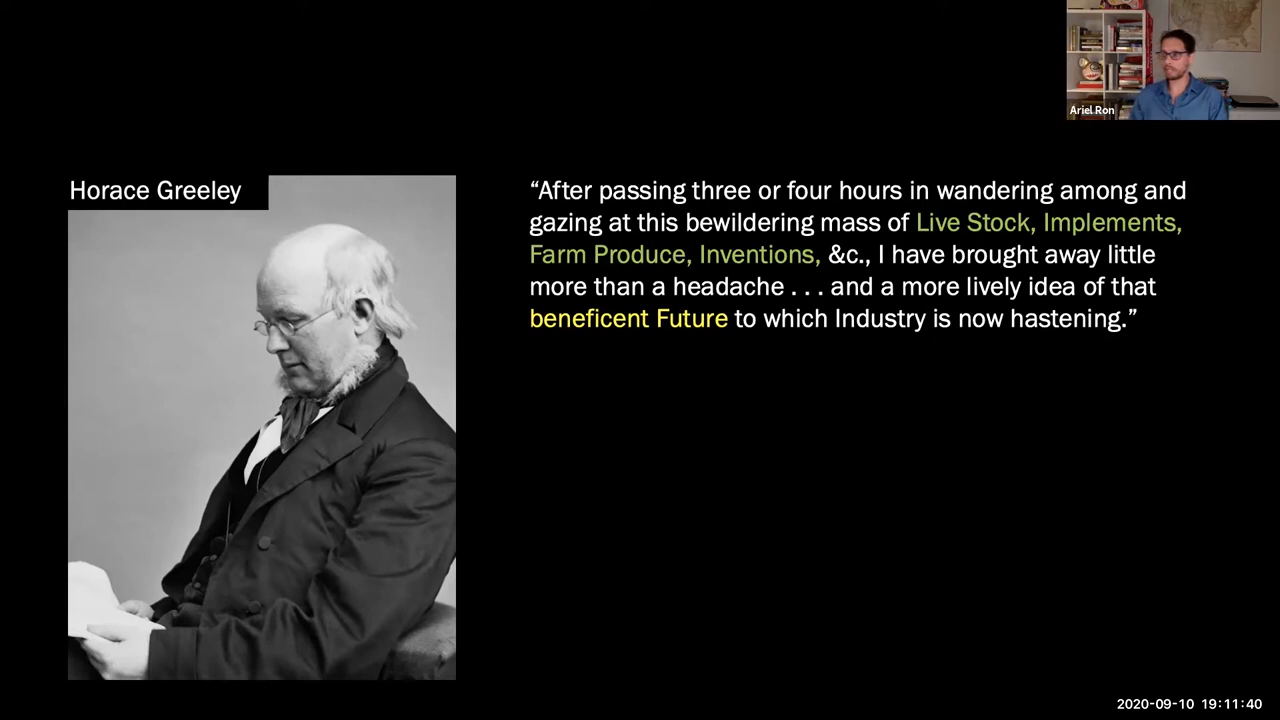 Ariel Ron
Horace Greeley
“After passing three or four hours in wandering among and
gazing at this bewildering mass of Live Stock, Implements,
Farm Produce, Inventions, &c., I have brought away little
more than a headache . . . and a more lively idea of that
beneficent Future to which Industry is now hastening.”
2020-09-10 19:11:40